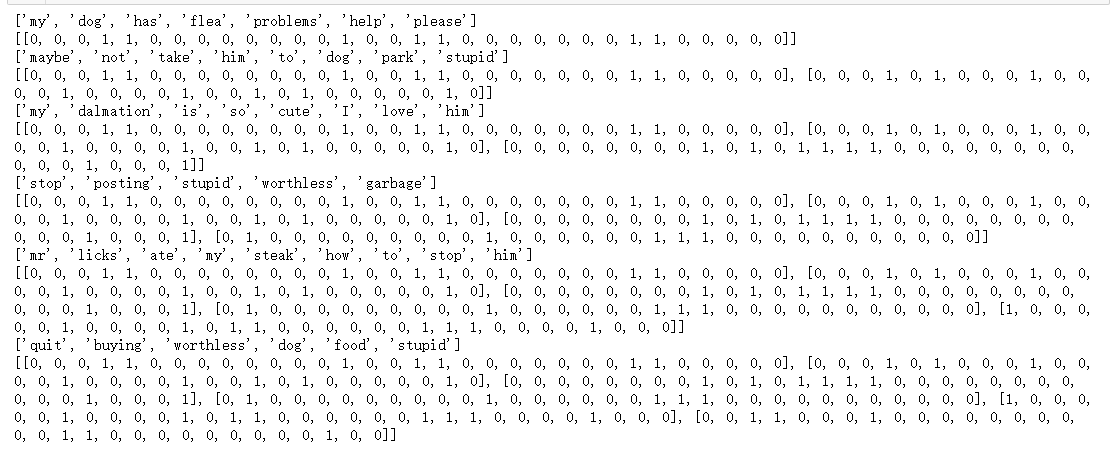 ['my', 'dog', 'has', 'flea', 'problems', 'help', 'please']
[[0, 0, 0, 1, 1, 0, 0, 0, 0, 0, 0, 0, 0, 1, 0, 0, 1, 1, 0, 0, 0, 0, 0, 0, 0, 1, 1, 0, 0, 0, 0, 0]]
['maybe', 'not', 'take', 'him', 'to', 'dog', 'park', 'stupid']
[[0, 0, 0, 1, 1, 0, 0, 0, 0, 0, 0, 0, 0, 1, 0, 0, 1, 1, 0, 0, 0, 0, 0, 0, 0, 1, 1, 0, 0, 0, 0, 0], [0, 0, 0, 1, 0, 1, 0, 0, 0, 1, 0, 0,
0, 0, 1, 0, 0, 0, 0, 1, 0, 0, 1, 0, 1, 0, 0, 0, 0, 0, 1, 0]]
['my', 'dalmation', 'is', 'so', 'cute', 'I', 'love', 'him']
[[0, 0, 0, 1, 1, 0, 0, 0, 0, 0, 0, 0, 0, 1, 0, 0, 1, 1, 0, 0, 0, 0, 0, 0, 0, 1, 1, 0, 0, 0, 0, 0], [0, 0, 0, 1, 0, 1, 0, 0, 0, 1, 0, 0,
0, 0, 1, 0, 0, 0, 0, 1, 0, 0, 1, 0, 1, 0, 0, 0, 0, 0, 1, 0], [0, 0, 0, 0, 0, 0, 0, 0, 1, 0, 1, 0, 1, 1, 1, 1, 0, 0, 0, 0, 0, 0, 0, 0,
0, 0, 0, 1, 0, 0, 0, 1]]
['stop', 'posting', 'stupid', 'worthless', 'garbage']
[[0, 0, 0, 1, 1, 0, 0, 0, 0, 0, 0, 0, 0, 1, 0, 0, 1, 1, 0, 0, 0, 0, 0, 0, 0, 1, 1, 0, 0, 0, 0, 0], [0, 0, 0, 1, 0, 1, 0, 0, 0, 1, 0, 0,
0, 0, 1, 0, 0, 0, 0, 1, 0, 0, 1, 0, 1, 0, 0, 0, 0, 0, 1, 0], [0, 0, 0, 0, 0, 0, 0, 0, 1, 0, 1, 0, 1, 1, 1, 1, 0, 0, 0, 0, 0, 0, 0, 0,
0, 0, 0, 1, 0, 0, 0, 1], [0, 1, 0, 0, 0, 0, 0, 0, 0, 0, 0, 1, 0, 0, 0, 0, 0, 0, 1, 1, 1, 0, 0, 0, 0, 0, 0, 0, 0, 0, 0, 0]]
['mr', 'licks', 'ate', 'my', 'steak', 'how', 'to', 'stop', 'him']
[[0, 0, 0, 1, 1, 0, 0, 0, 0, 0, 0, 0, 0, 1, 0, 0, 1, 1, 0, 0, 0, 0, 0, 0, 0, 1, 1, 0, 0, 0, 0, 0], [0, 0, 0, 1, 0, 1, 0, 0, 0, 1, 0, 0,
0, 0, 1, 0, 0, 0, 0, 1, 0, 0, 1, 0, 1, 0, 0, 0, 0, 0, 1, 0], [0, 0, 0, 0, 0, 0, 0, 0, 1, 0, 1, 0, 1, 1, 1, 1, 0, 0, 0, 0, 0, 0, 0, 0,
0, 0, 0, 1, 0, 0, 0, 1], [0, 1, 0, 0, 0, 0, 0, 0, 0, 0, 0, 1, 0, 0, 0, 0, 0, 0, 1, 1, 1, 0, 0, 0, 0, 0, 0, 0, 0, 0, 0, 0], [1, 0, 0, 0,
0, 0, 1, 0, 0, 0, 0, 1, 0, 1, 1, 0, 0, 0, 0, 0, 0, 1, 1, 1, 0, 0, 0, 0, 1, 0, 0, 0]]
['quit', 'buying', 'worthless', 'dog', 'food', 'stupid']
[[0, 0, 0, 1, 1, 0, 0, 0, 0, 0, 0, 0, 0, 1, 0, 0, 1, 1, 0, 0, 0, 0, 0, 0, 0, 1, 1, 0, 0, 0, 0, 0], [0, 0, 0, 1, 0, 1, 0, 0, 0, 1, 0, 0,
0, 0, 1, 0, 0, 0, 0, 1, 0, 0, 1, 0, 1, 0, 0, 0, 0, 0, 1, 0], [0, 0, 0, 0, 0, 0, 0, 0, 1, 0, 1, 0, 1, 1, 1, 1, 0, 0, 0, 0, 0, 0, 0, 0,
0, 0, 0, 1, 0, 0, 0, 1], [0, 1, 0, 0, 0, 0, 0, 0, 0, 0, 0, 1, 0, 0, 0, 0, 0, 0, 1, 1, 1, 0, 0, 0, 0, 0, 0, 0, 0, 0, 0, 0], [1, 0, 0, 0,
0, 0, 1, 0, 0, 0, 0, 1, 0, 1, 1, 0, 0, 0, 0, 0, 0, 1, 1, 1, 0, 0, 0, 0, 1, 0, 0, 0], [0, 0, 1, 1, 0, 0, 0, 1, 0, 0, 0, 0, 0, 0, 0, 0,
0, 0, 1, 1, 0, 0, 0, 0, 0, 0, 0, 0, 0, 1, 0, 0]]